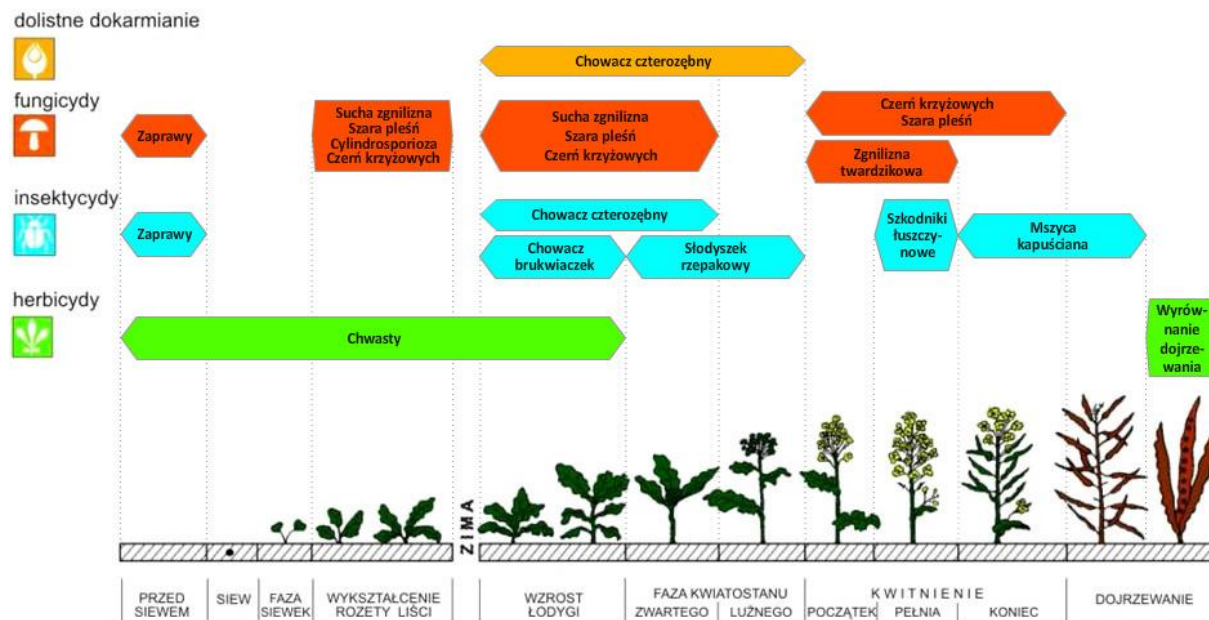 dolistne dokarmianie
Chowacz czterozębny
fungicydy
Zaprawy
Sucha zgnilizna
Szara pleśń
Cylindrosporioza
Czerń krzyżowych
Sucha zgnilizna
Szara pleśń
Czerń krzyżowych
Czerń krzyżowych
Szara pleśń
Zgnilizna
twardzikowa
insektycydy
Zaprawy
Chowacz czterozębny
Chowacz
brukwiaczek
Słodyszek
rzepakowy
Szkodniki
łuszczy-
nowe
Mszyca
kapuściana
herbicydy
Chwasty
Wyrów-
nanie
dojrze-
wania
ZIMA
PRZED
SIEWEM
SIEW
FAZA
SIEWEK
WYKSZTAŁCENIE
ROZETY LIŚCI
WZROST
ŁODYGI
FAZA KWIATOSTANU
ZWARTEGO
LUŹNEGO
KWITNIENIE
POCZĄTEK
PEŁNIA
KONIEC
DOJRZEWANIE